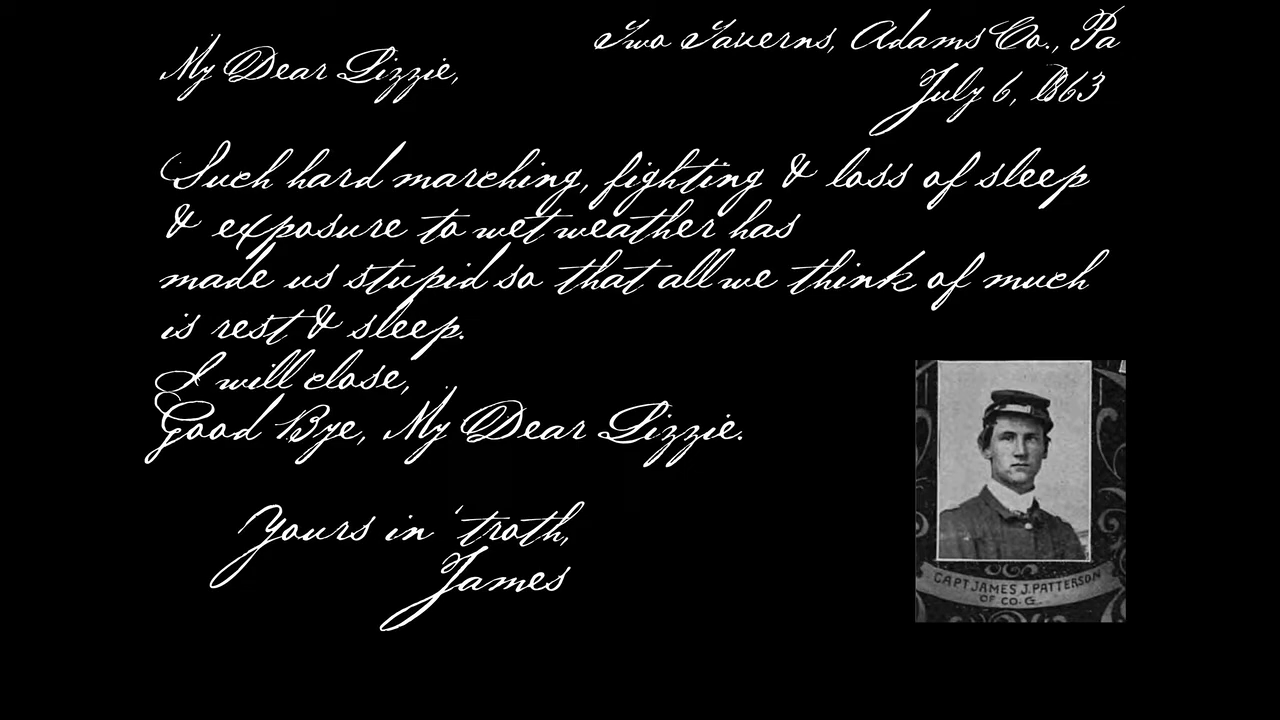 Two Taverns, Adams Co., Pa
My Dear Lizzie,
July 6, 1863
Such hard marching, fighting & loss of sleep
& exposure to wet weather has
made us stupid so that all we think of much
is rest & sleep.
I will close,
Good Bye, My Dear Lizzie.
Yours in 'troth,
James
CAPT JAMES J. PATTERSON
OF CO. G.